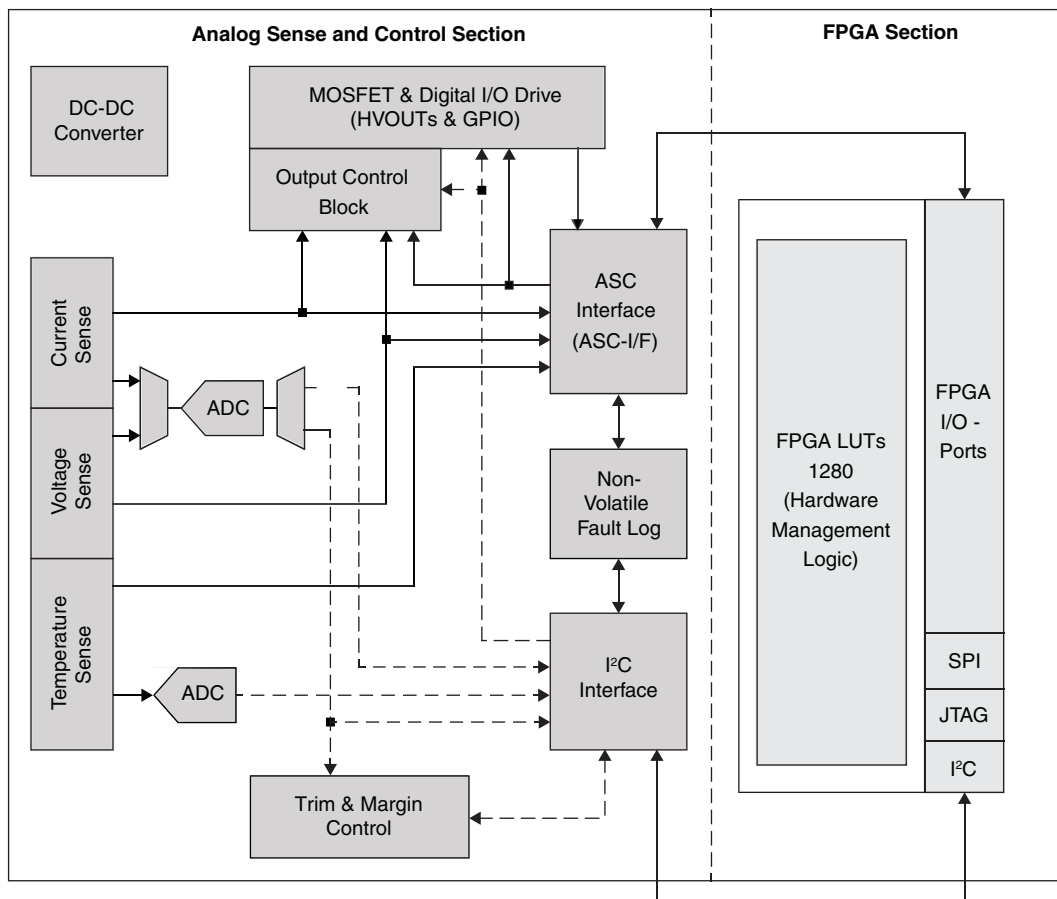 Analog Sense and Control Section
FPGA Section
DC-DC
Converter
MOSFET & Digital I/O Drive
(HVOUTs & GPIO)
Output Control
Block
Current
Sense
Voltage
Sense
Temperature
Sense
ADC
ADC
ASC
Interface
(ASC-I/F)
Non-
Volatile
Fault Log
I²C
Interface
Trim & Margin
Control
FPGA LUTs
1280
(Hardware
Management
Logic)
FPGA
I/O -
Ports
SPI
JTAG
I²C